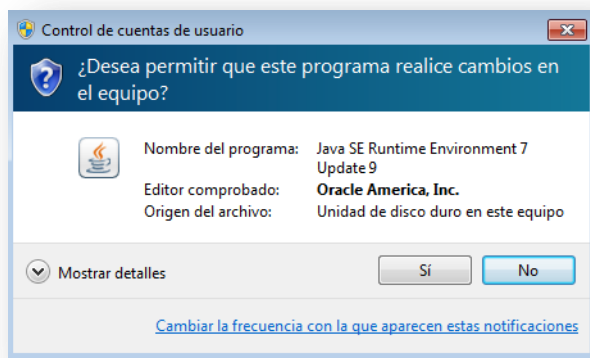 Control de cuentas de usuario
¿Desea permitir que este programa realice cambios en
el equipo?
Nombre del programa: Java SE Runtime Environment 7
Update 9
Editor comprobado: Oracle America, Inc.
Origen del archivo: Unidad de disco duro en este equipo
Mostrar detalles Sí No
Cambiar la frecuencia con la que aparecen estas notificaciones